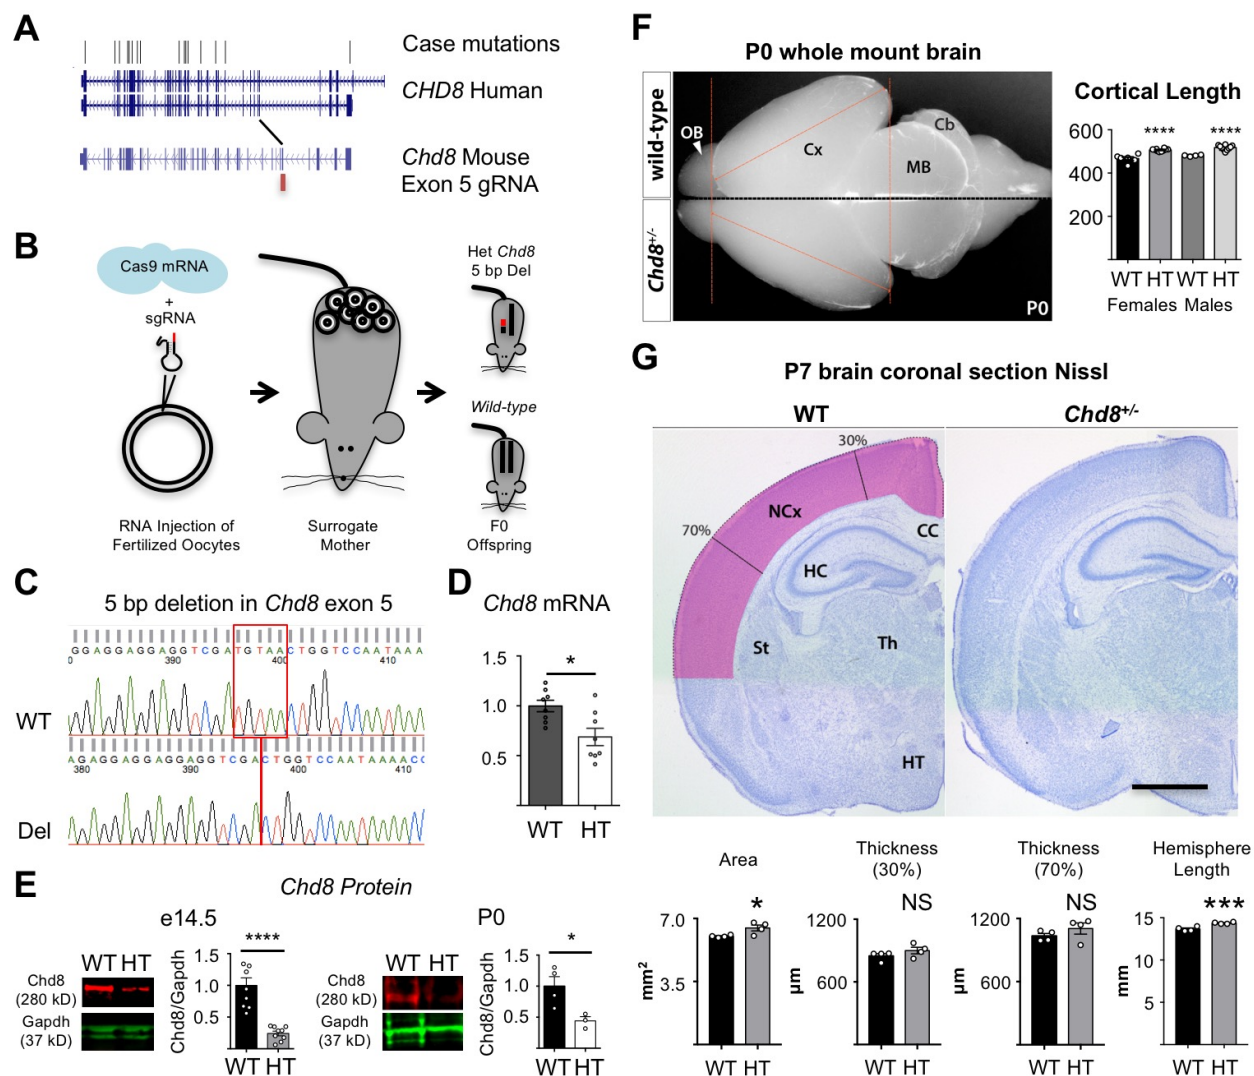 A
Case mutations
CHD8 Human
Chd8 Mouse
Exon 5 gRNA
B
Cas9 mRNA
+
sgRNA
Het Chd8
5 bp Del
Wild-type
RNA Injection of
Fertilized Oocytes
Surrogate
Mother
F0
Offspring
C
5 bp deletion in Chd8 exon 5
GGAGGAGGAGGTCGATGTAACTGGTCCAATAAA
0 390 400 410
WT
AGAGGAGGAGGAGGTCGACTGGTCCAATAAAACC
380 390 400 410
Del
D
Chd8 mRNA
1.5
1.0
0.5
*
WT HT
E
Chd8 Protein
e14.5
WT HT
Chd8
(280 kD)
Gapdh
(37 kD)
Chd8/Gapdh
1.5
1.0
0.5
****
WT HT
P0
WT HT
Chd8
(280 kD)
Gapdh
(37 kD)
Chd8/Gapdh
1.5
1.0
0.5
*
WT HT
F
P0 whole mount brain
wild-type
Chd8+/-
OB
Cx
MB
Cb
P0
Cortical Length
600
400
200
**** ****
WT HT WT HT
Females Males
G
P7 brain coronal section Nissl
WT
Chd8+/-
30%
70%
NCx
CC
HC
St
Th
HT
Area
*
7.0
3.5
mm2
WT HT
Thickness
(30%)
NS
1200
600
µm
WT HT
Thickness
(70%)
NS
1200
600
µm
WT HT
Hemisphere
Length
***
15
10
5
mm
WT HT